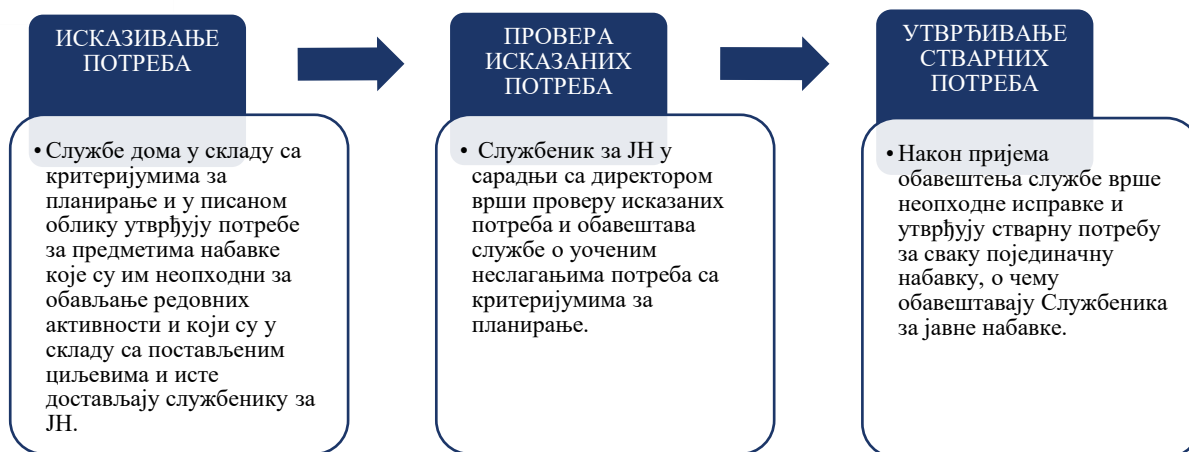 ИСКАЗИВАЊЕ
ПОТРЕБА
• Службе дома у складу са
критеријумима за
планирање и у писаном
облику утврђују потребе
за предметима набавке
које су им неопходни за
обављање редовних
активности и који су у
складу са постављеним
циљевима и исте
достављају службенику за
ЈН.
ПРОВЕРА
ИСКАЗАНИХ
ПОТРЕБА
• Службеник за ЈН у
сарадњи са директором
врши проверу исказаних
потреба и обавештава
службе о уоченим
неслагањима потреба са
критеријумима за
планирање.
УТВРЂИВАЊЕ
СТВАРНИХ
ПОТРЕБА
• Након пријема
обавештења службе врше
неопходне исправке и
утврђују стварну потребу
за сваку појединачну
набавку, о чему
обавештавају Службеника
за јавне набавке.